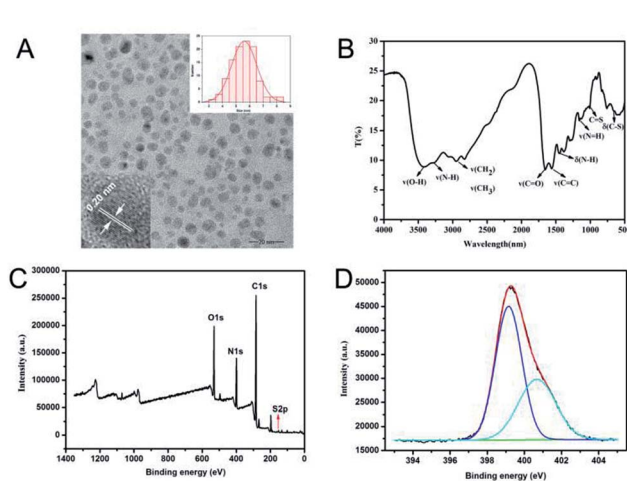 A
0.20 nm
20 nm
B
T(%)
30
25
20
15
10
5
0
ν(O-H)
ν(N-H)
ν(CH2)
ν(CH3)
ν(C=O)
ν(C=C)
δ(N-H)
ν(N=H)
C=S
δ(C-S)
4000 3500 3000 2500 2000 1500 1000 500
Wavelength(nm)
C
Intensity (a.u.)
300000
250000
200000
150000
100000
50000
0
O1s
N1s
C1s
S2p
1400 1200 1000 800 600 400 200 0
Binding energy (eV)
D
Intensity (a.u.)
50000
45000
40000
35000
30000
25000
20000
15000
394 396 398 400 402 404
Binding energy (eV)